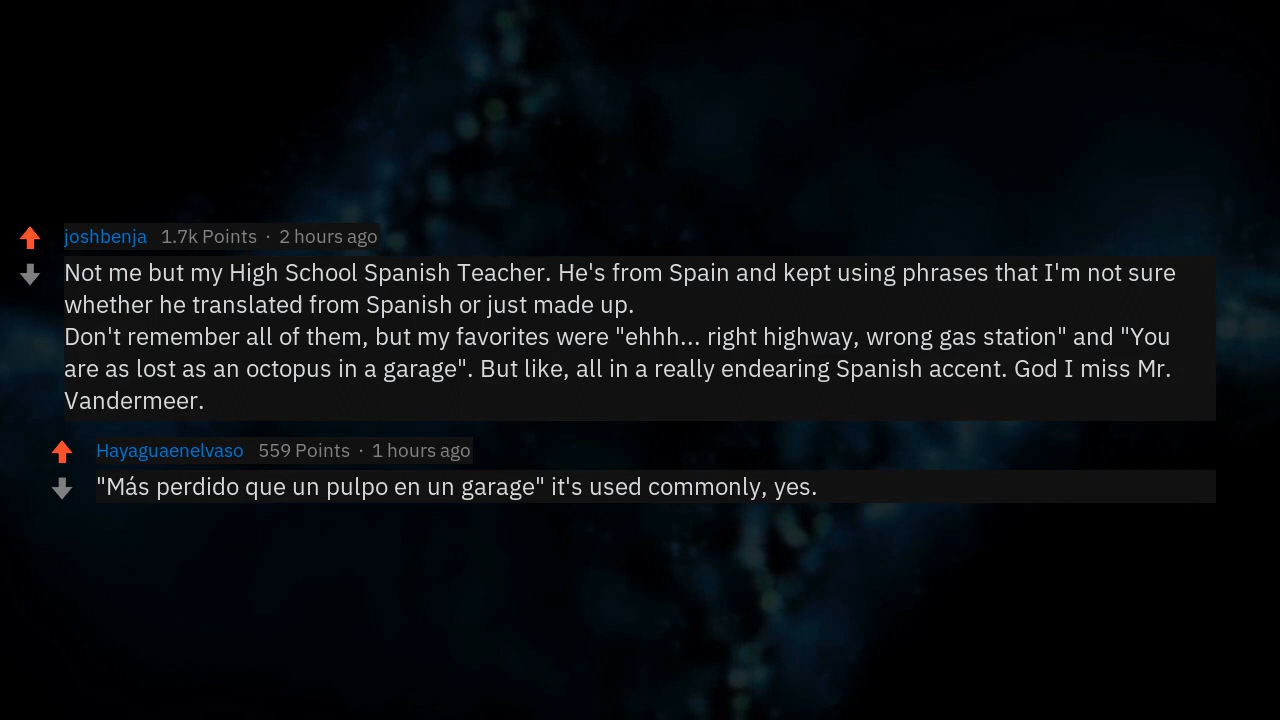 joshbenja 1.7k Points · 2 hours ago
Not me but my High School Spanish Teacher. He's from Spain and kept using phrases that I'm not sure
whether he translated from Spanish or just made up.
Don't remember all of them, but my favorites were "ehhh... right highway, wrong gas station" and "You
are as lost as an octopus in a garage". But like, all in a really endearing Spanish accent. God I miss Mr.
Vandermeer.
Hayaguaenelvaso 559 Points · 1 hours ago
"Más perdido que un pulpo en un garage" it's used commonly, yes.